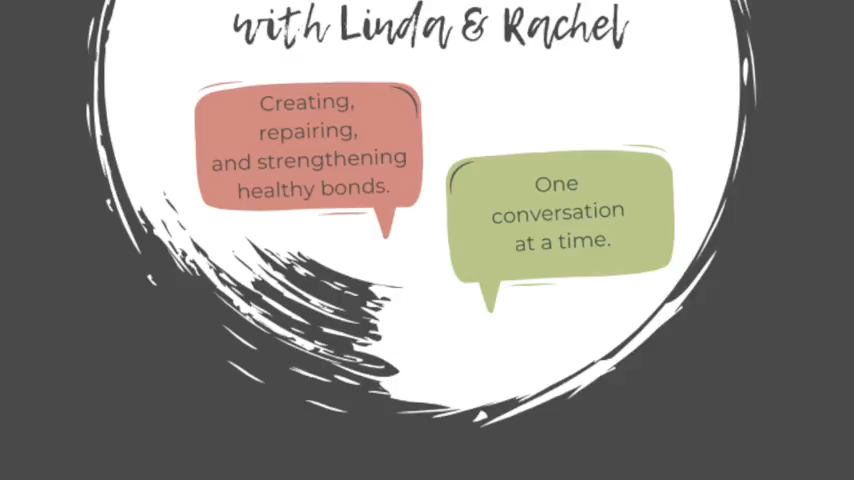 with Linda & Rachel
Creating,
repairing,
and strengthening
healthy bonds.
One
conversation
at a time.